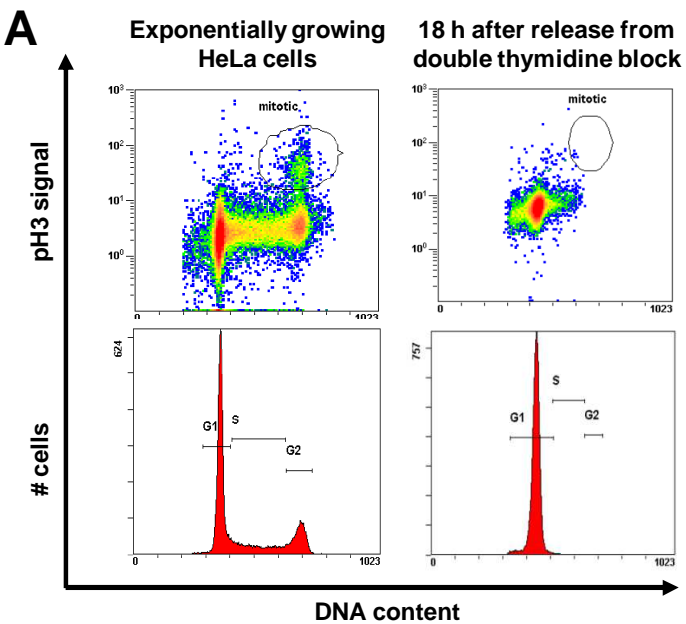 A
Exponentially growing
HeLa cells
18 h after release from
double thymidine block
pH3 signal
10³
10²
10¹
10⁰
mitotic
0
1023
10³
10²
10¹
10⁰
mitotic
0
1023
# cells
624
G1
S
G2
0
1023
757
G1
S
G2
0
1023
DNA content